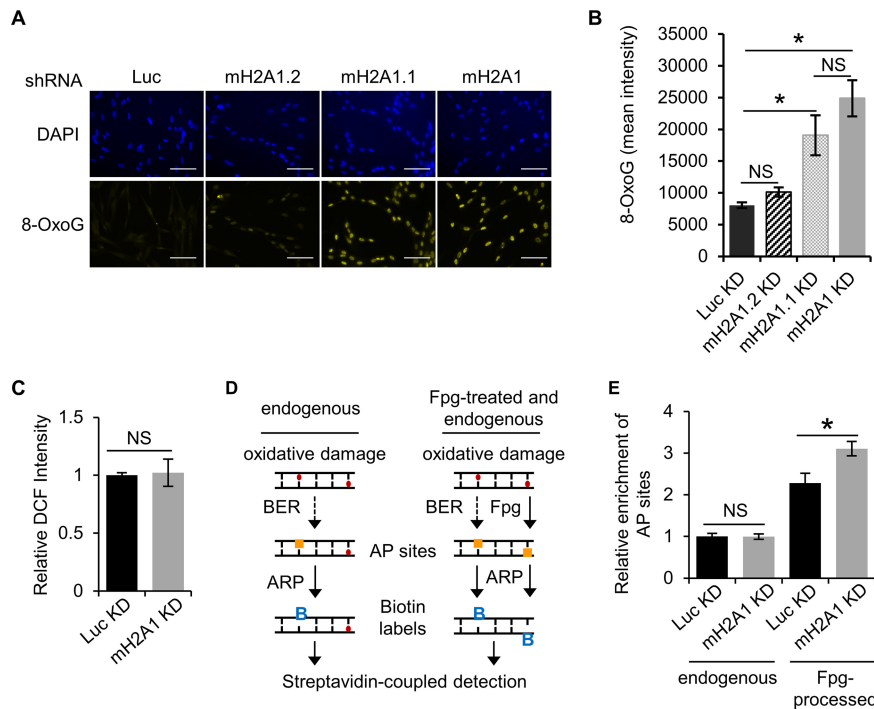 A
shRNA
Luc
mH2A1.2
mH2A1.1
mH2A1
DAPI
8-OxoG
B
8-OxoG (mean intensity)
35000
30000
25000
20000
15000
10000
5000
0
*
NS
*
NS
Luc KD
mH2A1.2 KD
mH2A1.1 KD
mH2A1 KD
C
Relative DCF Intensity
1.5
1
0.5
0
NS
Luc KD
mH2A1 KD
D
endogenous
Fpg-treated and
endogenous
oxidative damage
oxidative damage
BER
BER
Fpg
AP sites
ARP
ARP
B
Biotin
labels
B
B
Streptavidin-coupled detection
E
Relative enrichment of
AP sites
4
3
2
1
0
NS
*
Luc KD
mH2A1 KD
Luc KD
mH2A1 KD
endogenous
Fpg-
processed